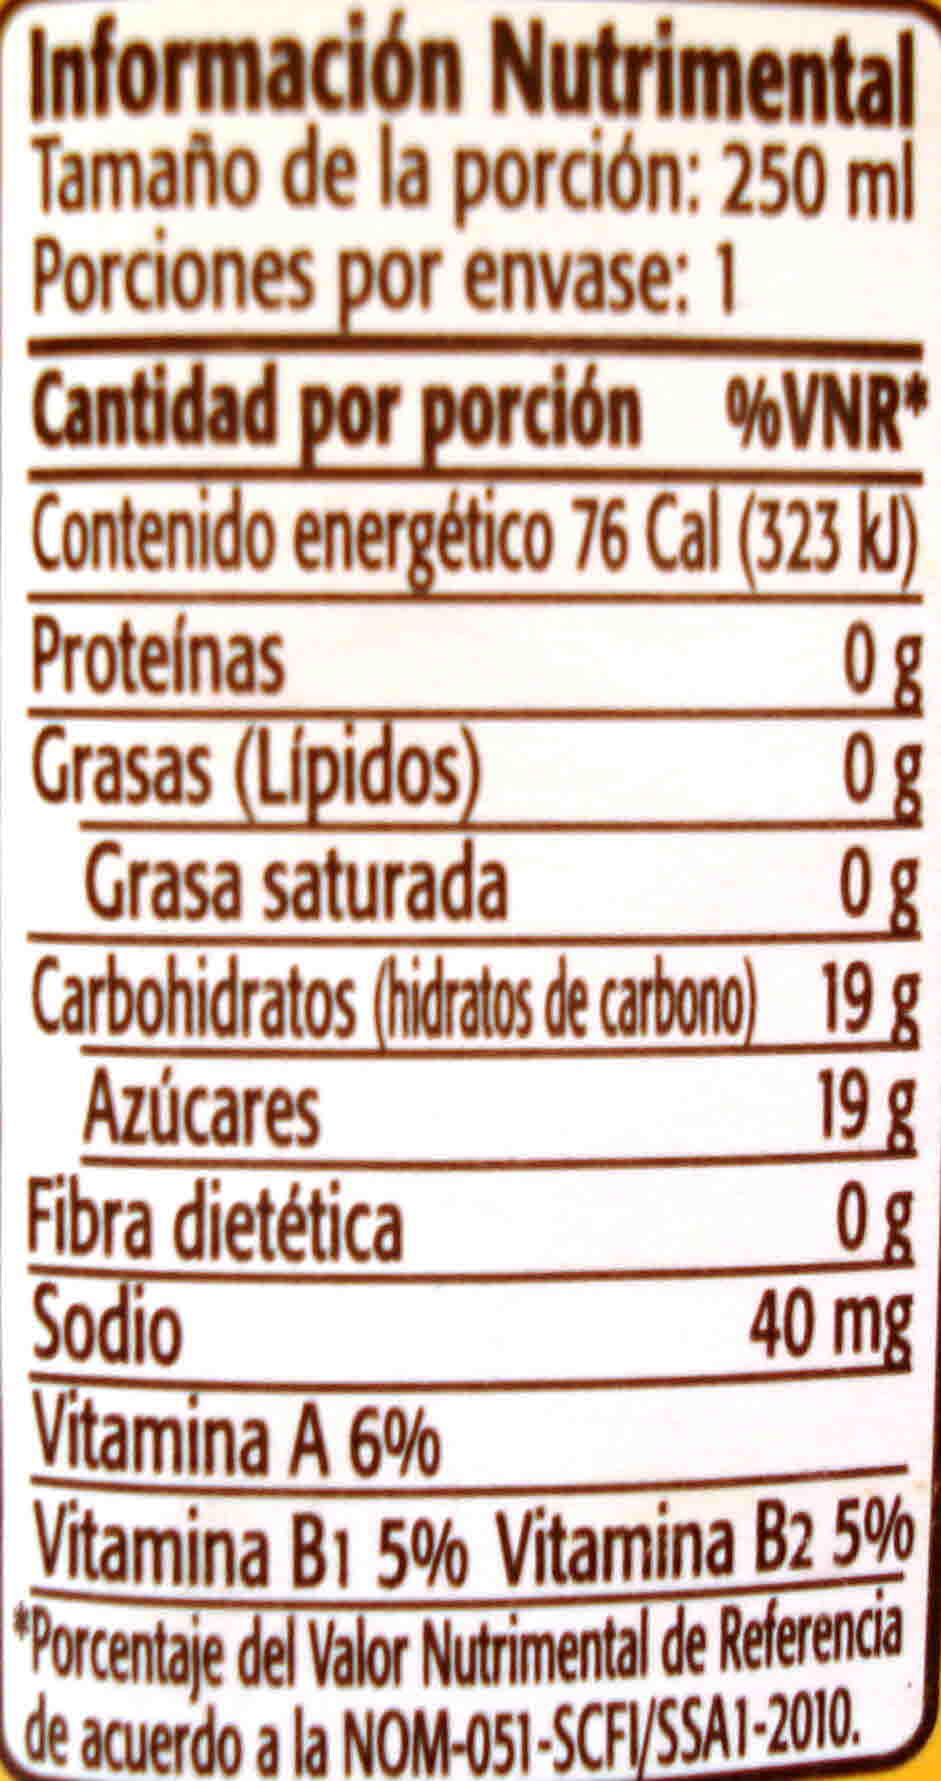 Información Nutrimental
Tamaño de la porción: 250 ml
Porciones por envase: 1
Cantidad por porción %VNR*
Contenido energético 76 Cal (323 kJ)
Proteínas 0 g
Grasas (Lípidos) 0 g
Grasa saturada 0 g
Carbohidratos (hidratos de carbono) 19 g
Azúcares 19 g
Fibra dietética 0 g
Sodio 40 mg
Vitamina A 6%
Vitamina B1 5% Vitamina B2 5%
*Porcentaje del Valor Nutrimental de Referencia
de acuerdo a la NOM-051-SCFI/SSA1-2010.